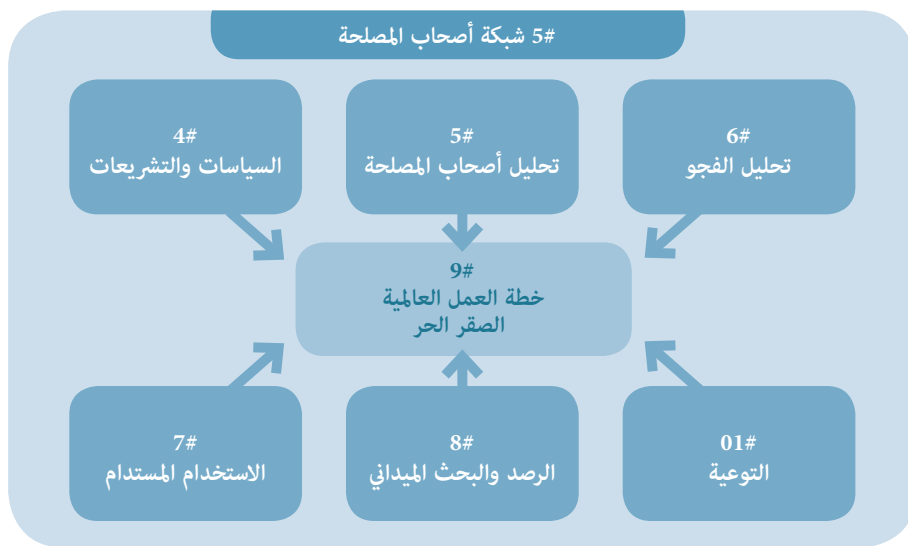 5# شبكة أصحاب المصلحة
6#
تحليل الفجو
5#
تحليل أصحاب المصلحة
4#
السياسات والتشريعات
9#
خطة العمل العالمية
الصقر الحر
01#
التوعية
8#
الرصد والبحث الميداني
7#
الاستخدام المستدام